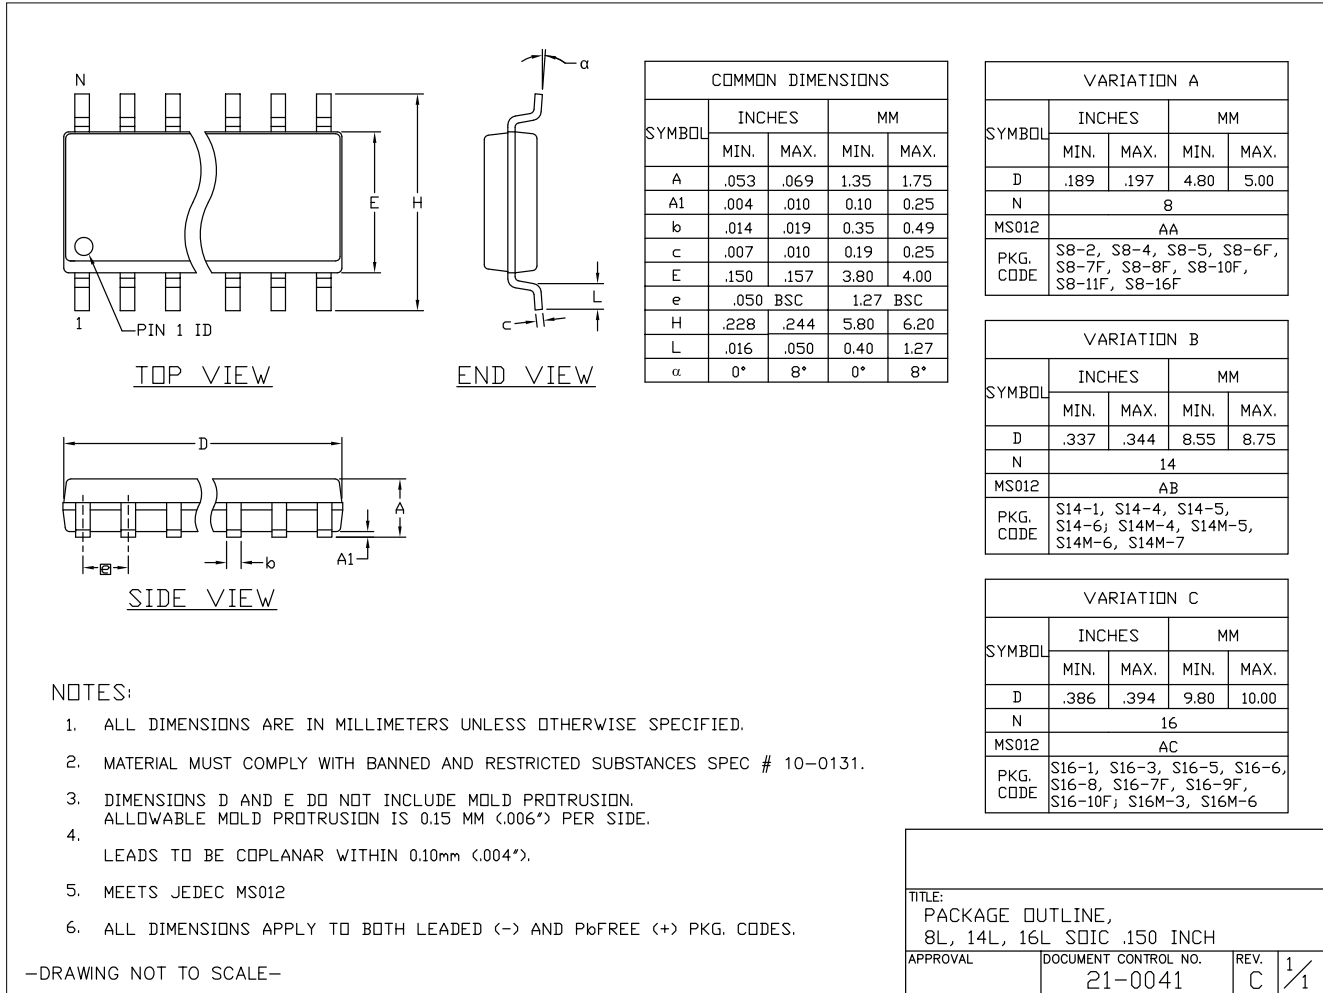 N
α
E
H
1
PIN 1 ID
L
c
TOP VIEW
END VIEW
D
A
e
b
A1
SIDE VIEW
COMMON DIMENSIONS
SYMBOL INCHES MM
MIN. MAX. MIN. MAX.
A .053 .069 1.35 1.75
A1 .004 .010 0.10 0.25
b .014 .019 0.35 0.49
c .007 .010 0.19 0.25
E .150 .157 3.80 4.00
e .050 BSC 1.27 BSC
H .228 .244 5.80 6.20
L .016 .050 0.40 1.27
α 0° 8° 0° 8°
VARIATION A
SYMBOL INCHES MM
MIN. MAX. MIN. MAX.
D .189 .197 4.80 5.00
N 8
MS012 AA
PKG. CODE S8-2, S8-4, S8-5, S8-6F,
S8-7F, S8-8F, S8-10F,
S8-11F, S8-16F
VARIATION B
SYMBOL INCHES MM
MIN. MAX. MIN. MAX.
D .337 .344 8.55 8.75
N 14
MS012 AB
PKG. CODE S14-1, S14-4, S14-5,
S14-6; S14M-4, S14M-5,
S14M-6, S14M-7
VARIATION C
SYMBOL INCHES MM
MIN. MAX. MIN. MAX.
D .386 .394 9.80 10.00
N 16
MS012 AC
PKG. CODE S16-1, S16-3, S16-5, S16-6,
S16-8, S16-7F, S16-9F,
S16-10F; S16M-3, S16M-6
NOTES:
1. ALL DIMENSIONS ARE IN MILLIMETERS UNLESS OTHERWISE SPECIFIED.
2. MATERIAL MUST COMPLY WITH BANNED AND RESTRICTED SUBSTANCES SPEC # 10-0131.
3. DIMENSIONS D AND E DO NOT INCLUDE MOLD PROTRUSION.
ALLOWABLE MOLD PROTRUSION IS 0.15 MM (.006") PER SIDE.
4.
LEADS TO BE COPLANAR WITHIN 0.10mm (.004").
5. MEETS JEDEC MS012
6. ALL DIMENSIONS APPLY TO BOTH LEADED (-) AND PbFREE (+) PKG. CODES.
-DRAWING NOT TO SCALE-
TITLE:
PACKAGE OUTLINE,
8L, 14L, 16L SOIC .150 INCH
APPROVAL DOCUMENT CONTROL NO. REV.
21-0041 C 1/1